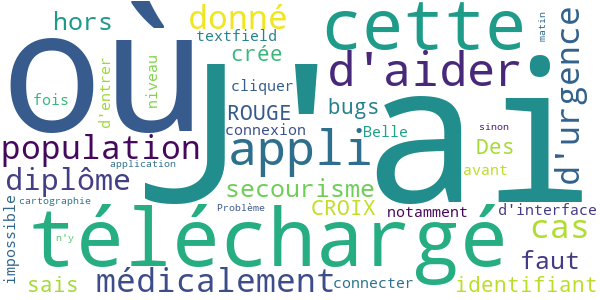 hors
donné
cette
d'urgence
matin
textfield
où
J'ai
crée
d'aider
niveau
d'entrer
cliquer
fois
ROUGE
bugs
connexion
Belle
sinon
population
appli
Des
application
avant
diplôme
secourisme
cartographie
impossible
Problème
CROIX
notamment
d'interface
téléchargé
cas
n'y
faut
sais
médicalement
connecter
identifiant